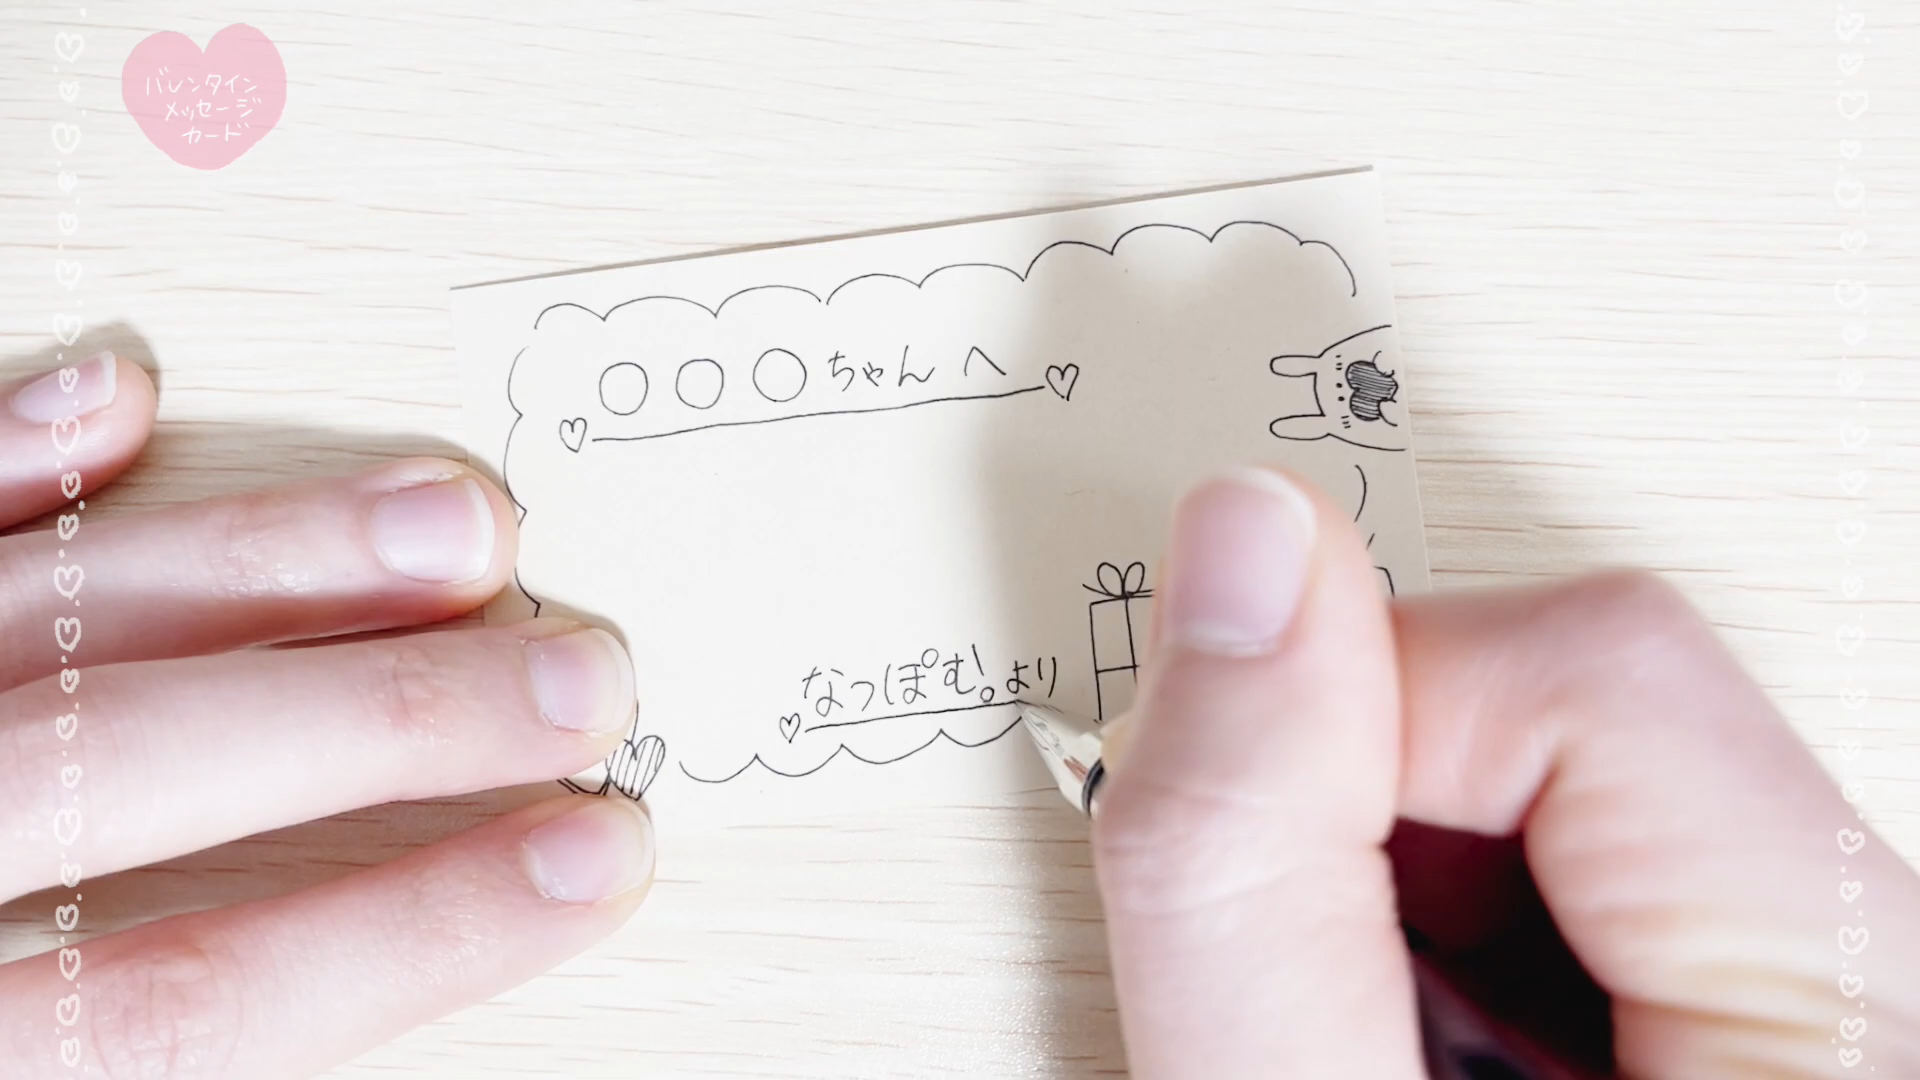 バレンタイン
メッセージ
カード
○○○ちゃんへ
なっぽむ!より